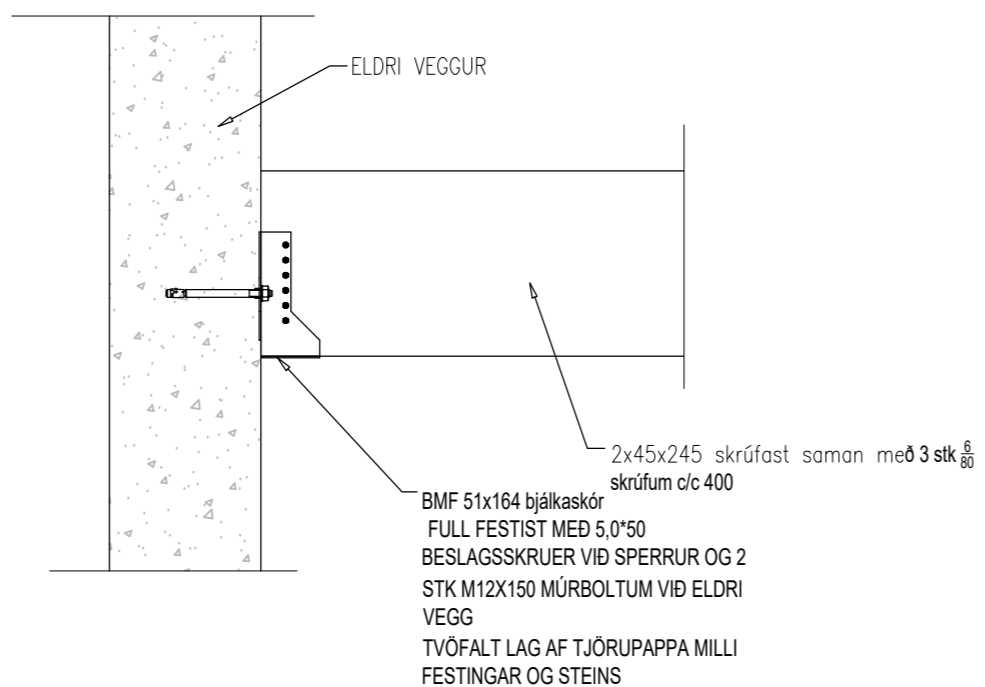 ELDRI VEGGUR
2x45x245 skrúfast saman með 3 stk 6/80
skrúfum c/c 400
BMF 51x164 bjálkaskór
FULL FESTIST MEÐ 5,0*50
BESLAGSSKRUER VIÐ SPERRUR OG 2
STK M12X150 MÚRBOLTUM VIÐ ELDRI
VEGG
TVÖFALT LAG AF TJÖRUPAPPA MILLI
FESTINGAR OG STEINS